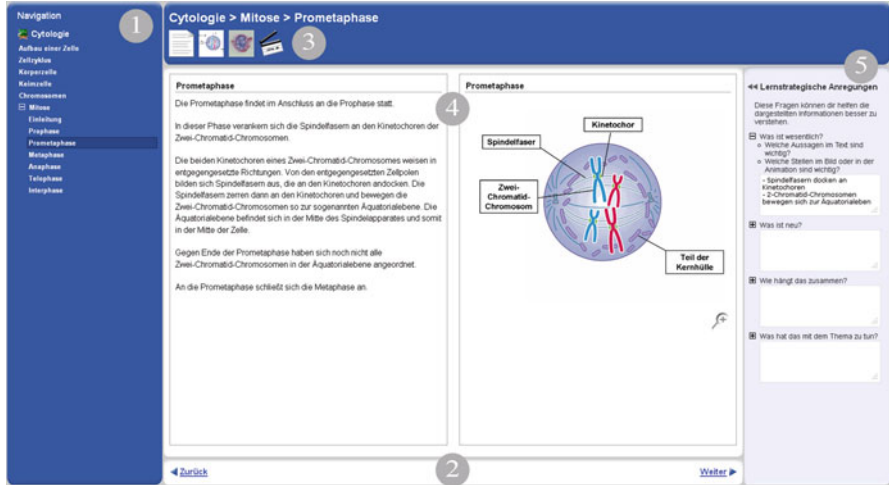 Navigation
1
Cytologie
Aufbau einer Zelle
Zellzyklus
Körperzelle
Keimzelle
Chromosomen
Mitose
Einleitung
Prophase
Prometaphase
Metaphase
Anaphase
Telophase
Interphase
Cytologie > Mitose > Prometaphase
3
Prometaphase
4
Die Prometaphase findet im Anschluss an die Prophase statt.
In dieser Phase verankern sich die Spindelfasern an den Kinetochoren der
Zwei-Chromatid-Chromosomen.
Die beiden Kinetochoren eines Zwei-Chromatid-Chromosomes weisen in
entgegengesetzte Richtungen. Von den entgegengesetzten Zellpolen
bilden sich Spindelfasern aus, die an den Kinetochoren andocken. Die
Spindelfasern zerren dann an den Kinetochoren und bewegen die
Zwei-Chromatid-Chromosomen so zur sogenannten Äquatorialebene. Die
Äquatorialebene befindet sich in der Mitte des Spindelapparates und somit
in der Mitte der Zelle.
Gegen Ende der Prometaphase haben sich noch nicht alle
Zwei-Chromatid-Chromosomen in der Äquatorialebene angeordnet.
An die Prometaphase schließt sich die Metaphase an.
Prometaphase
Kinetochor
Spindelfaser
Zwei-
Chromatid-
Chromosom
Teil der
Kernhülle
5
Lernstrategische Anregungen
Diese Fragen können dir helfen die
dargestellten Informationen besser zu
verstehen.
Was ist wesentlich?
Welche Aussagen im Text sind
wichtig?
Welche Stellen im Bild oder in der
Animation sind wichtig?
- Spindelfasern docken an
Kinetochoren
- 2-Chromatid-Chromosomen
bewegen sich zur Äquatorialeben
Was ist neu?
Wie hängt das zusammen?
Was hat das mit dem Thema zu tun?
Zurück
2
Weiter